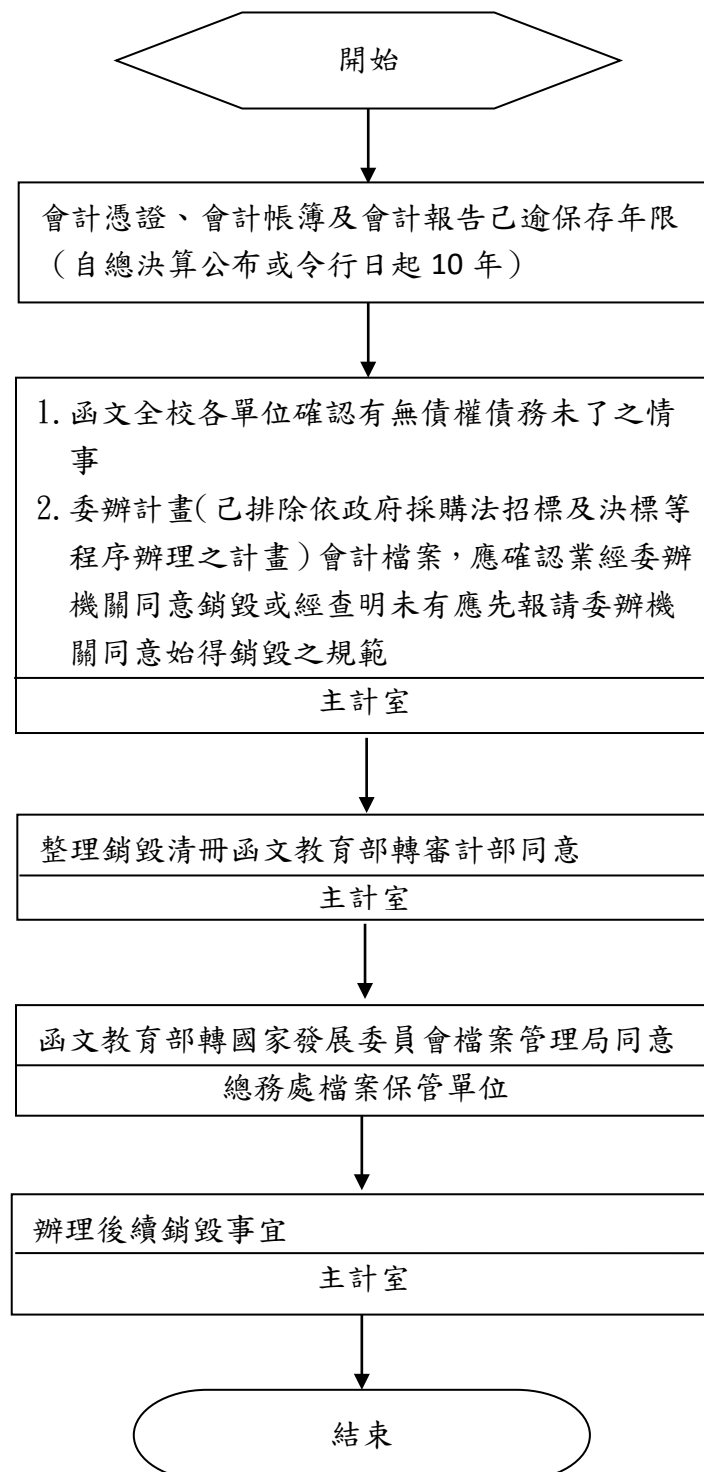 開始
會計憑證、會計帳簿及會計報告已逾保存年限
（自總決算公布或令行日起 10 年）
1. 函文全校各單位確認有無債權債務未了之情
事
2. 委辦計畫(已排除依政府採購法招標及決標等
程序辦理之計畫)會計檔案，應確認業經委辦
機關同意銷毀或經查明未有應先報請委辦機
關同意始得銷毀之規範
主計室
整理銷毀清冊函文教育部轉審計部同意
主計室
函文教育部轉國家發展委員會檔案管理局同意
總務處檔案保管單位
辦理後續銷毀事宜
主計室
結束